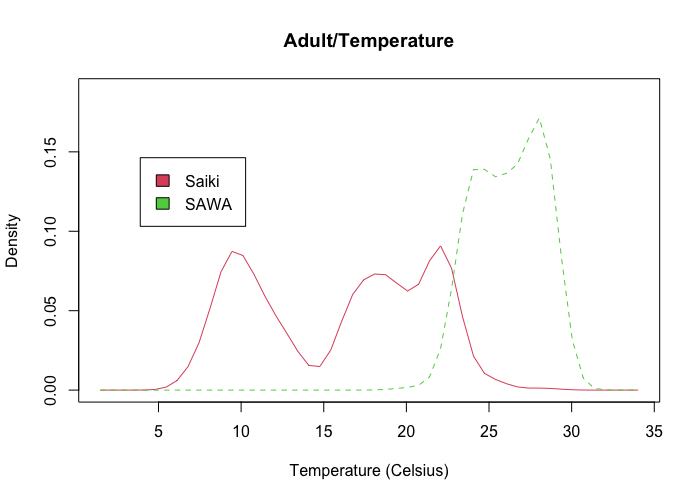 Adult/Temperature
Density
0.15
0.10
0.05
0.00
Saiki
SAWA
5 10 15 20 25 30 35
Temperature (Celsius)